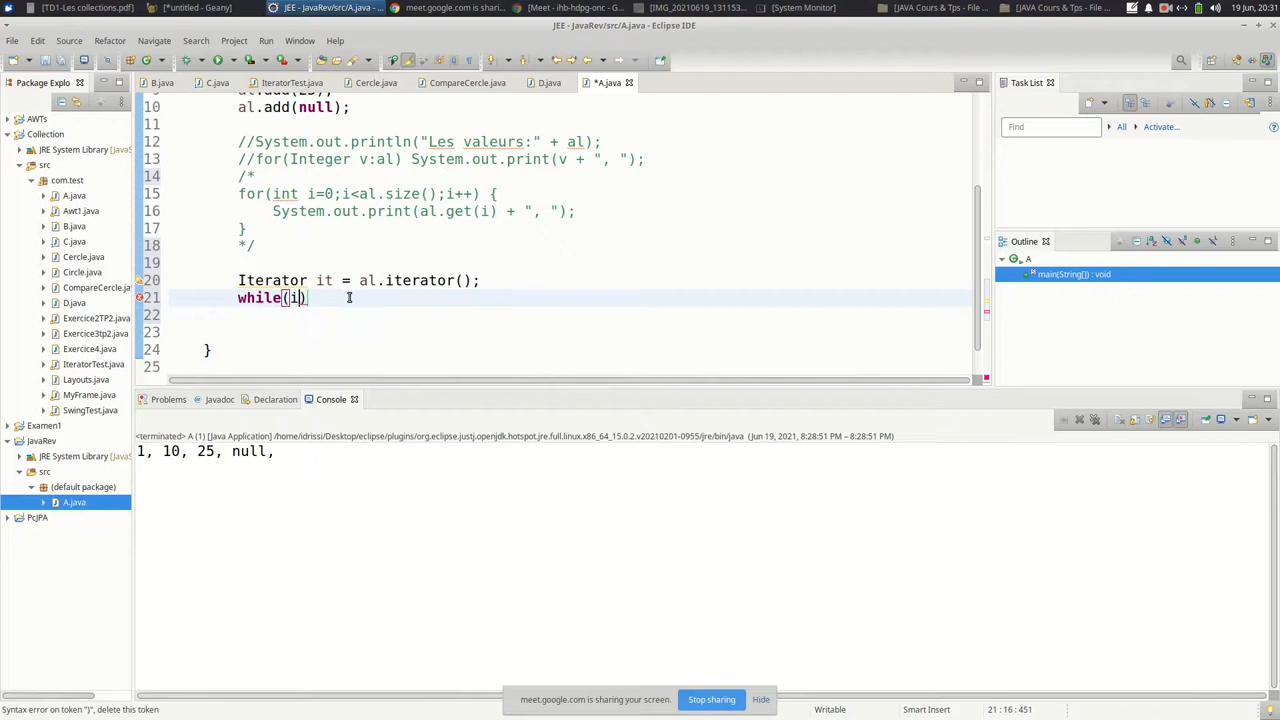 [TD1-Les collections.pdf]
*[untitled] - Geany
JEE - JavaRev/src/A.java - ...
meet.google.com is sharin...
[Meet - ihb-hdpg-onc - ...
[IMG_20210619_131153...
[System Monitor]
[JAVA Cours & Tps - Fil...
[JAVA Cours & Tps - Fil...
19 Jun, 20:31
JEE - JavaRev/src/A.java - Eclipse IDE
File Edit Source Refactor Navigate Search Project Run Window Help
Package Explo
B.java C.java IteratorTest.java Cercle.java CompareCercle.java D.java *A.java
Task List
Find All Activate...
AWTs
Collection
JRE System Library [JavaS
src
com.test
A.java
Awt1.java
B.java
C.java
Cercle.java
Circle.java
CompareCercle.java
D.java
Exercice2TP2.java
Exercice3tp2.java
Exercice4.java
IteratorTest.java
Layouts.java
MyFrame.java
SwingTest.java
Examen1
JavaRev
JRE System Library [JavaS
src
(default package)
A.java
PcJPA
10 al.add(null);
11
12 //System.out.println("Les valeurs:" + al);
13 //for(Integer v:al) System.out.print(v + ", ");
14 /*
15 for(int i=0;i<al.size();i++) {
16 System.out.print(al.get(i) + ", ");
17 }
18 */
19
20 Iterator it = al.iterator();
21 while(i)
22
23
24 }
25
Outline
A
main(String[]) : void
Problems Javadoc Declaration Console
<terminated> A (1) [Java Application] /home/idrissi/Desktop/eclipse/plugins/org.eclipse.justj.openjdk.hotspot.jre.full.linux.x86_64_15.0.2.v20210201-0955/jre/bin/java (Jun 19, 2021, 8:28:51 PM – 8:28:51 PM)
1, 10, 25, null,
meet.google.com is sharing your screen. Stop sharing Hide
Syntax error on token ")", delete this token
Writable Smart Insert 21 : 16 : 451